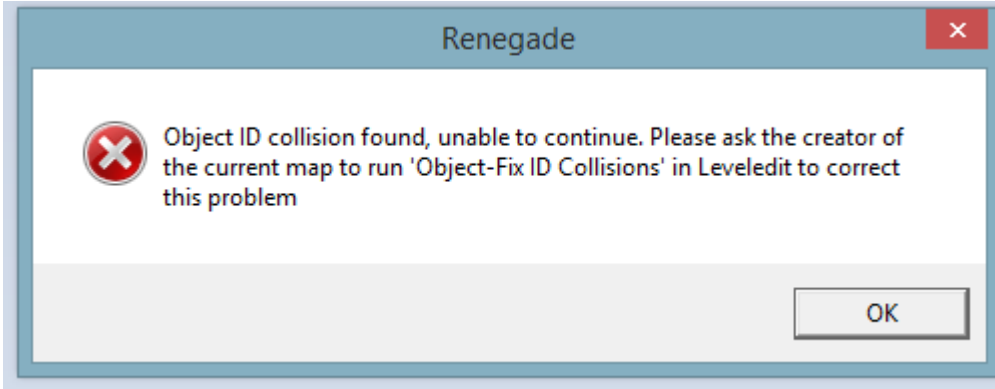 Renegade
Object ID collision found, unable to continue. Please ask the creator of
the current map to run 'Object-Fix ID Collisions' in Leveledit to correct
this problem
OK